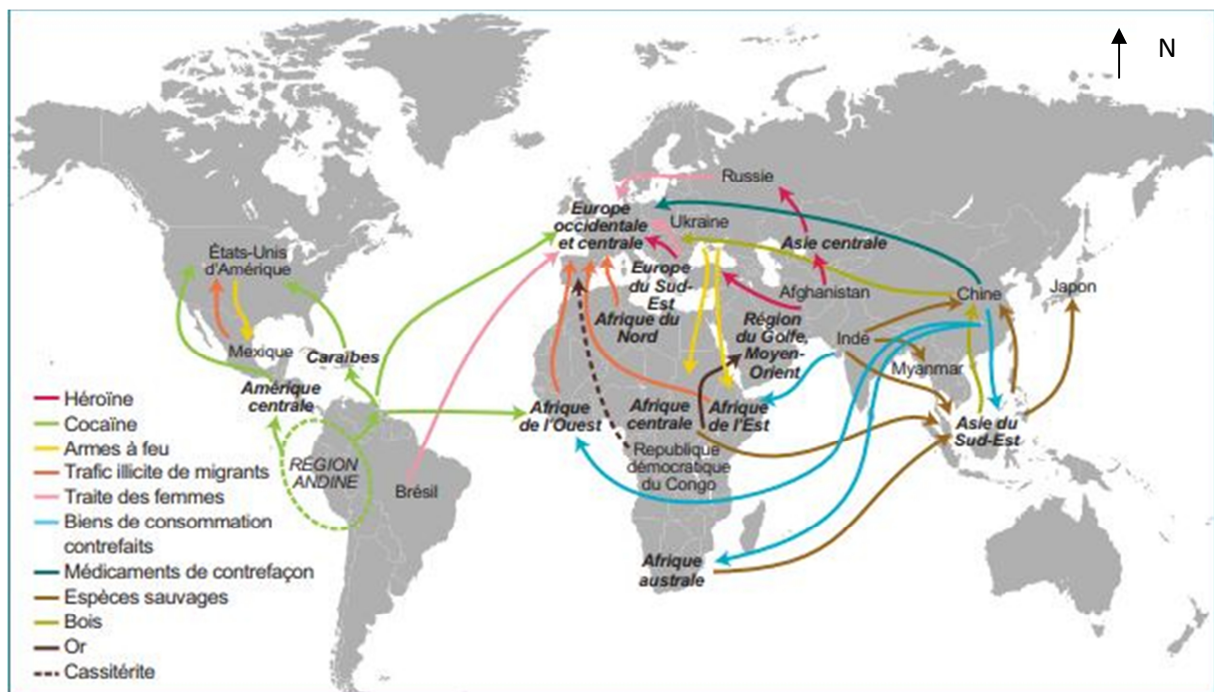 N
Russie
Europe
occidentale
et centrale
Ukraine
Asie centrale
États-Unis
d'Amérique
Europe
du Sud-
Est
Afghanistan
Chine
Japon
Afrique du
Nord
Région
du Golfe,
Moyen-
Orient
Inde
Mexique
Caraïbes
Myanmar
Amérique
centrale
Afrique
de l'Ouest
Afrique
centrale
Afrique
de l'Est
Asie du
Sud-Est
Republique
démocratique
du Congo
RÉGION
ANDINE
Brésil
Afrique
australe
Héroïne
Cocaïne
Armes à feu
Trafic illicite de migrants
Traite des femmes
Biens de consommation
contrefaits
Médicaments de contrefaçon
Espèces sauvages
Bois
Or
Cassitérite